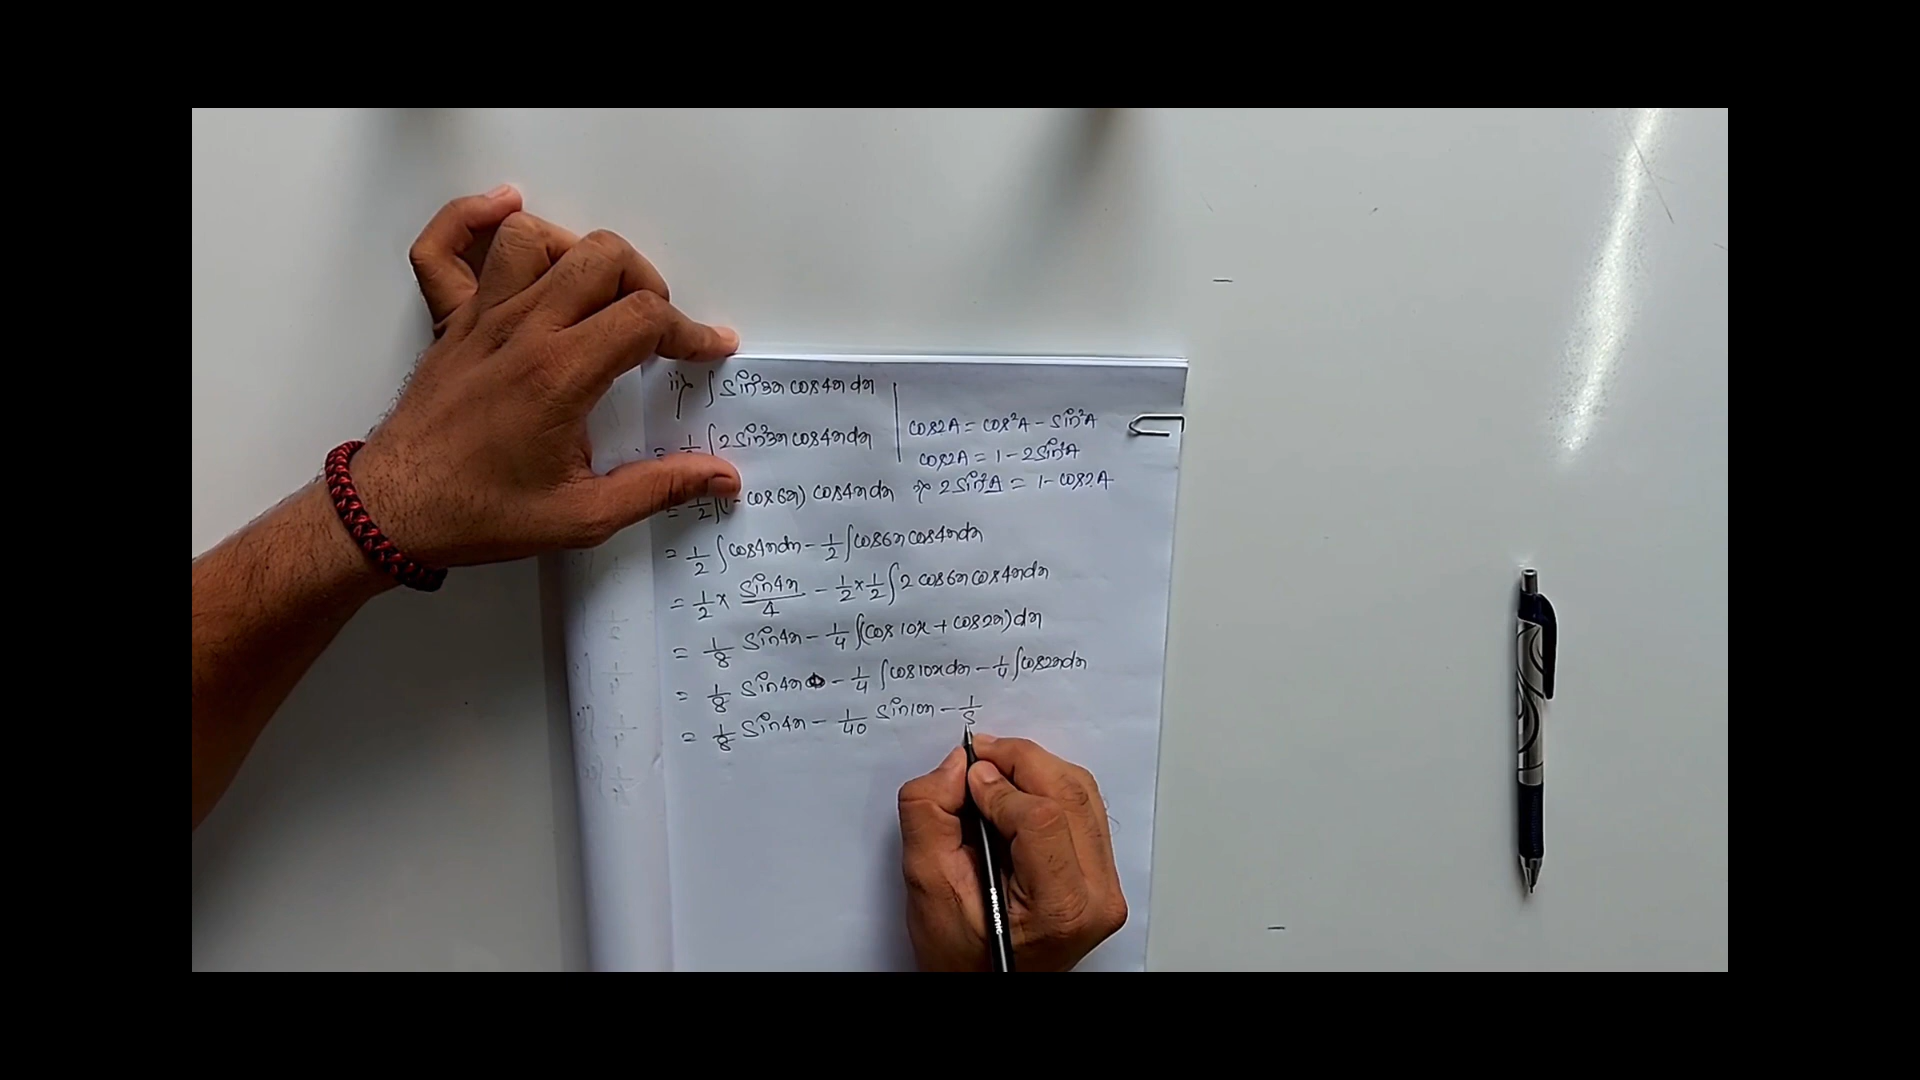 ii) ∫ sin²3x cos4x dx
= 1/2 ∫ 2 sin²3x cos4x dx
= 1/2 ∫(1- cos6x) cos4x dx
= 1/2 ∫ cos4x dx - 1/2 ∫ cos6x cos4x dx
= 1/2 × sin4x/4 - 1/2 × 1/2 ∫ 2 cos6x cos4x dx
= 1/8 sin4x - 1/4 ∫(cos10x + cos2x) dx
= 1/8 sin4x - 1/4 ∫ cos10x dx - 1/4 ∫ cos2x dx
= 1/8 sin4x - 1/40 sin10x - 1/
cos2A = cos²A - sin²A
cos2A = 1 - 2sin²A
2sin²A = 1 - cos2A